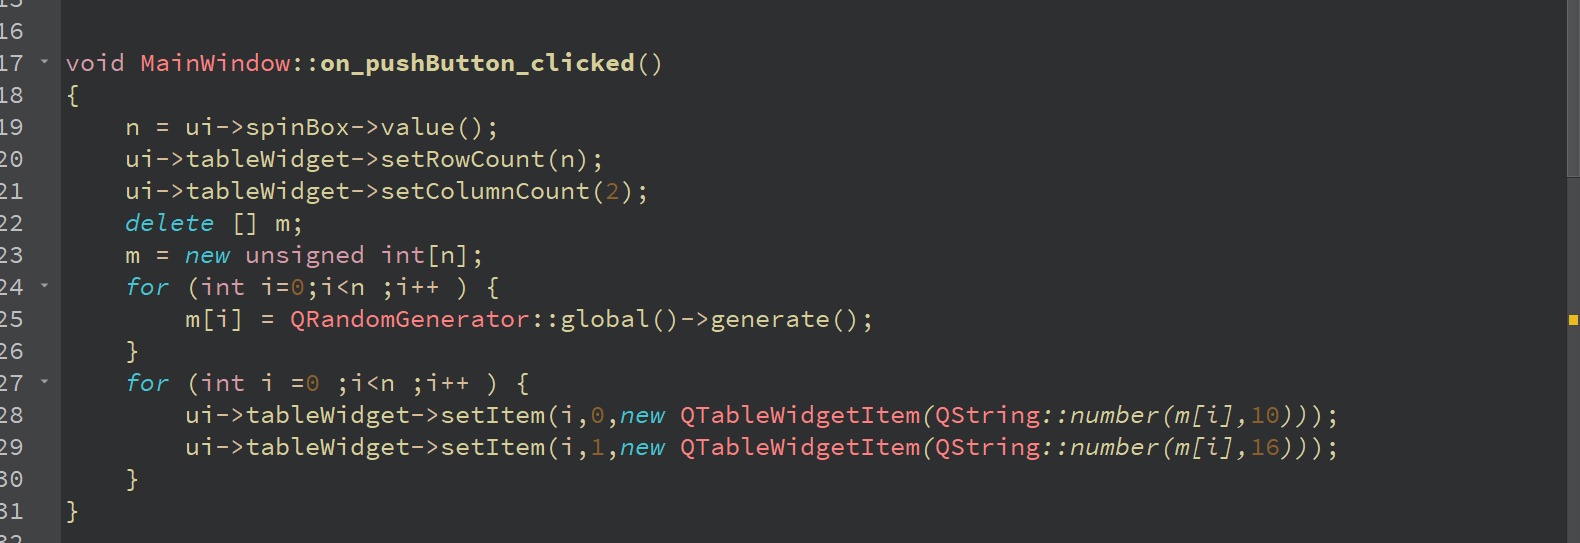 16
17 void MainWindow::on_pushButton_clicked()
18 {
19 n = ui->spinBox->value();
20 ui->tableWidget->setRowCount(n);
21 ui->tableWidget->setColumnCount(2);
22 delete [] m;
23 m = new unsigned int[n];
24 for (int i=0;i<n ;i++ ) {
25 m[i] = QRandomGenerator::global()->generate();
26 }
27 for (int i =0 ;i<n ;i++ ) {
28 ui->tableWidget->setItem(i,0,new QTableWidgetItem(QString::number(m[i],10)));
29 ui->tableWidget->setItem(i,1,new QTableWidgetItem(QString::number(m[i],16)));
30 }
31 }